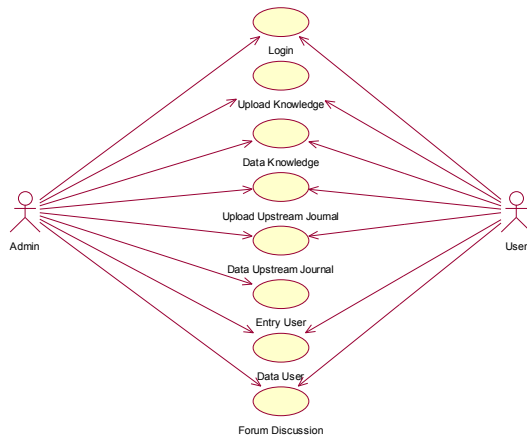 Login
Upload Knowledge
Data Knowledge
Upload Upstream Journal
Admin
User
Data Upstream Journal
Entry User
Data User
Forum Discussion